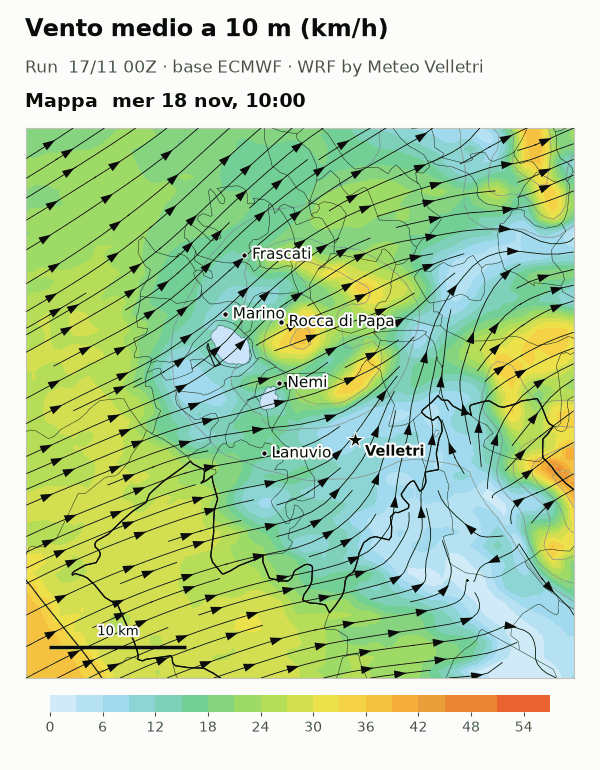 Vento medio a 10 m (km/h)
Run 17/11 00Z · base ECMWF · WRF by Meteo Velletri
Mappa mer 18 nov, 10:00
Frascati
Marino
Rocca di Papa
Nemi
Velletri
Lanuvio
10 km
0 6 12 18 24 30 36 42 48 54